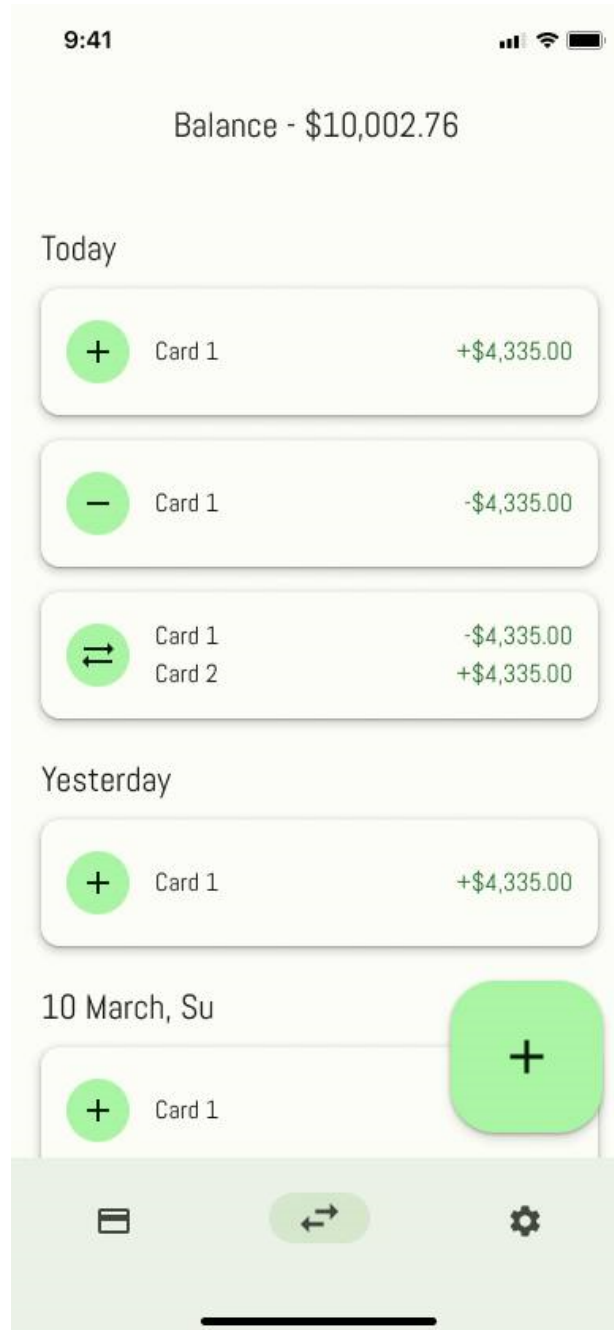 9:41
Balance - $10,002.76
Today
Card 1 +$4,335.00
Card 1 -$4,335.00
Card 1 -$4,335.00
Card 2 +$4,335.00
Yesterday
Card 1 +$4,335.00
10 March, Su
Card 1